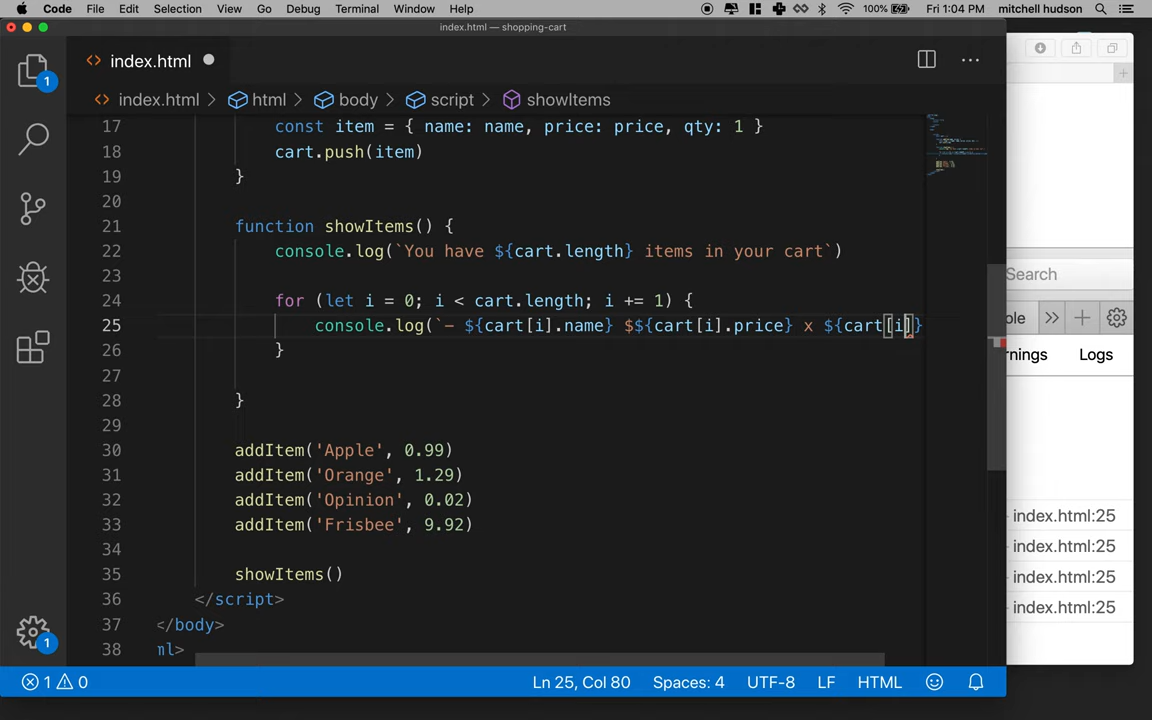 Code File Edit Selection View Go Debug Terminal Window Help 100% Fri 1:04 PM mitchell hudson
index.html — shopping-cart
index.html
index.html > html > body > script > showItems
17 const item = { name: name, price: price, qty: 1 }
18 cart.push(item)
19 }
20
21 function showItems() {
22 console.log(`You have ${cart.length} items in your cart`)
23
24 for (let i = 0; i < cart.length; i += 1) {
25 console.log(`- ${cart[i].name} $${cart[i].price} x ${cart[i]}
26 }
27
28 }
29
30 addItem('Apple', 0.99)
31 addItem('Orange', 1.29)
32 addItem('Opinion', 0.02)
33 addItem('Frisbee', 9.92)
34
35 showItems()
36 </script>
37 </body>
38 ml>
1
1
1 0 Ln 25, Col 80 Spaces: 4 UTF-8 LF HTML
Search
ole
rnings Logs
index.html:25
index.html:25
index.html:25
index.html:25